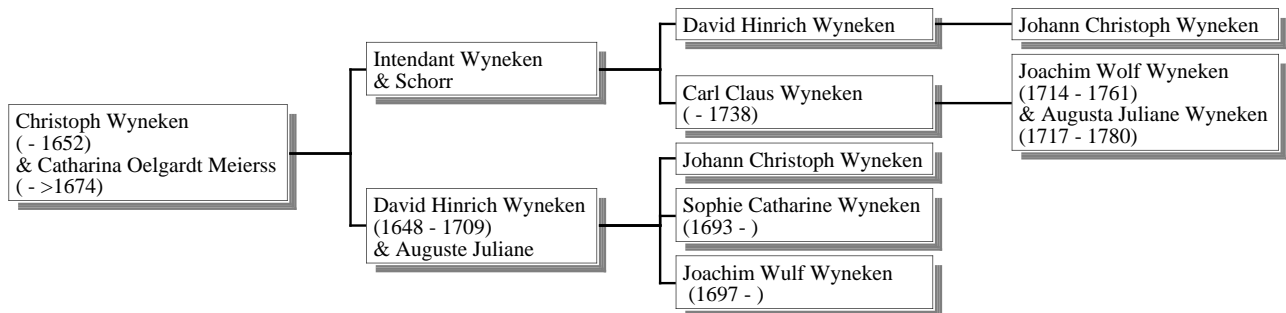 Christoph Wyneken
( - 1652)
& Catharina Oelgardt Meierss
( - >1674)
Intendant Wyneken
& Schorr
David Hinrich Wyneken
Johann Christoph Wyneken
Carl Claus Wyneken
( - 1738)
Joachim Wolf Wyneken
(1714 - 1761)
& Augusta Juliane Wyneken
(1717 - 1780)
David Hinrich Wyneken
(1648 - 1709)
& Auguste Juliane
Johann Christoph Wyneken
Sophie Catharine Wyneken
(1693 - )
Joachim Wulf Wyneken
(1697 - )